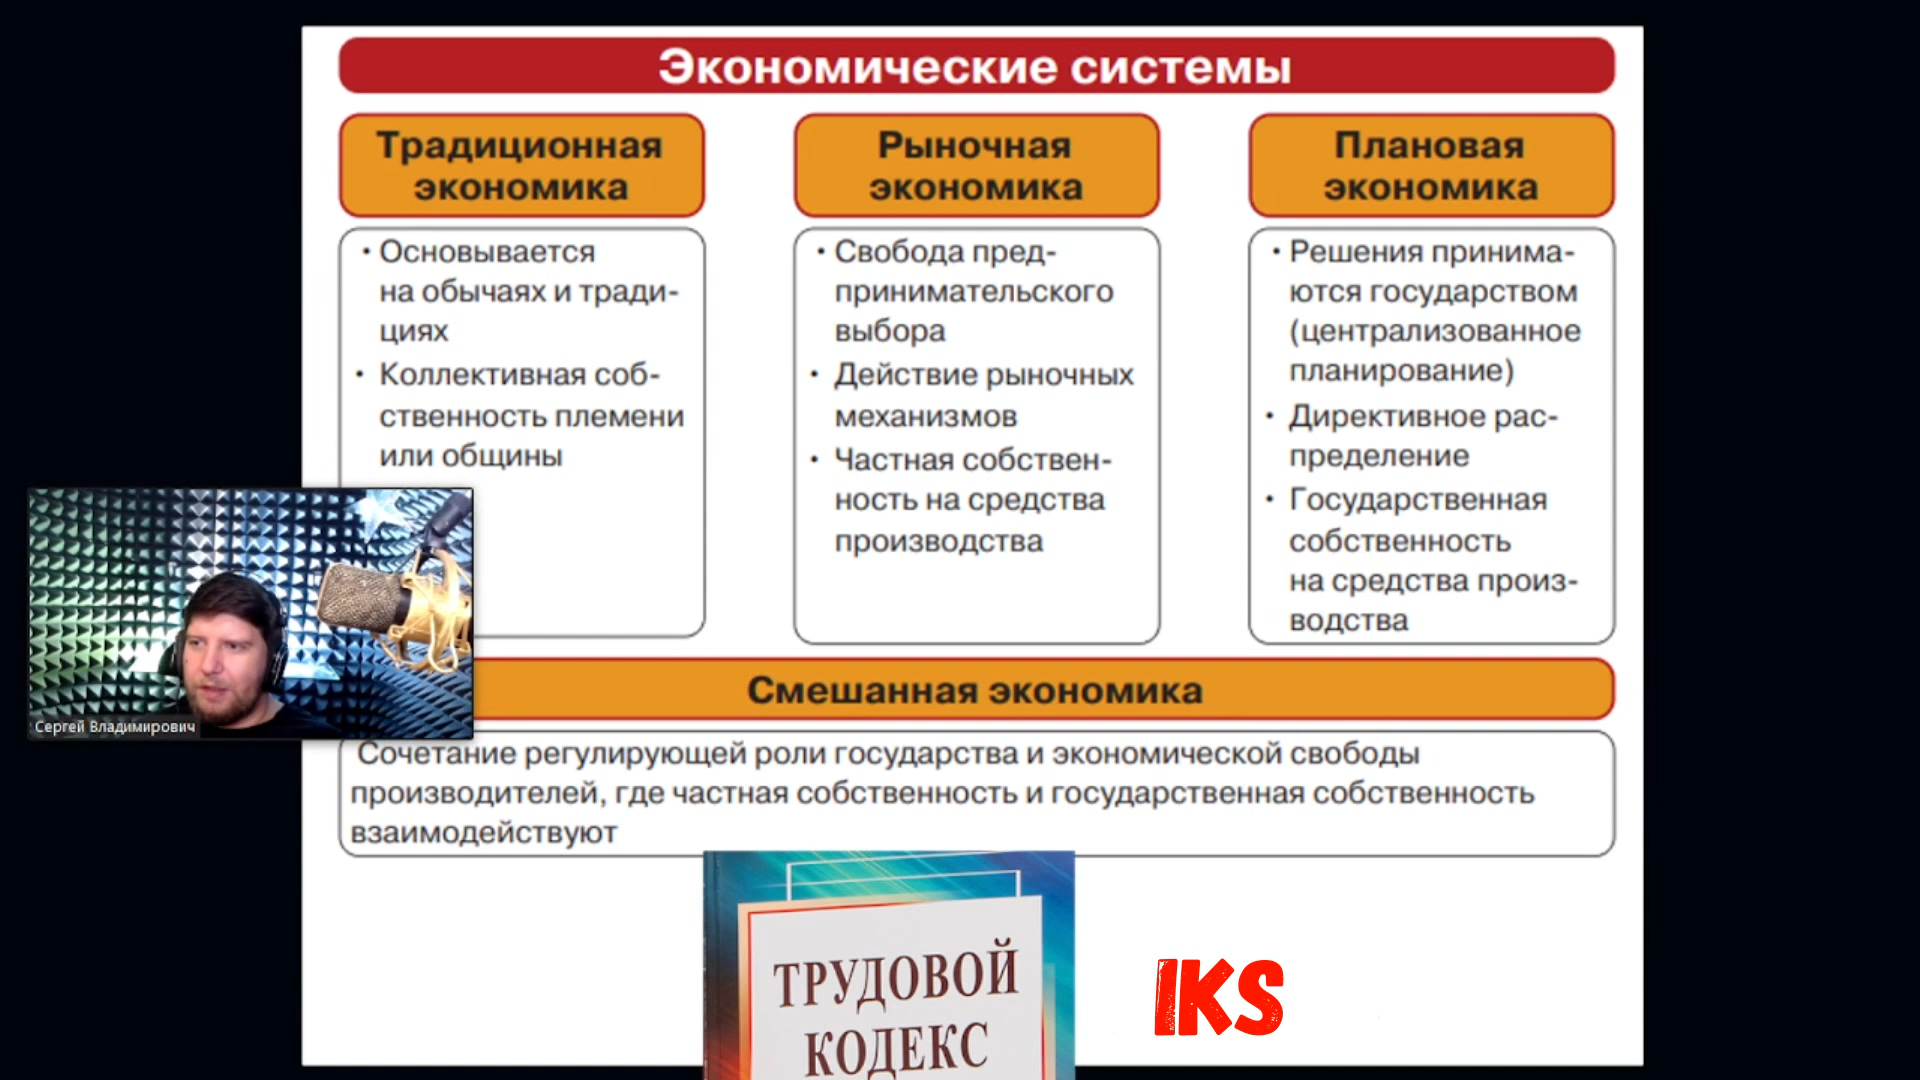 Экономические системы
Традиционная
экономика
• Основывается
на обычаях и тради-
циях
• Коллективная соб-
ственность племени
или общины
Рыночная
экономика
• Свобода пред-
принимательского
выбора
• Действие рыночных
механизмов
• Частная собствен-
ность на средства
производства
Плановая
экономика
• Решения принима-
ются государством
(централизованное
планирование)
• Директивное рас-
пределение
• Государственная
собственность
на средства произ-
водства
Сергей Владимирович
Смешанная экономика
Сочетание регулирующей роли государства и экономической свободы
производителей, где частная собственность и государственная собственность
взаимодействуют
ТРУДОВОЙ
КОДЕКС
IKS